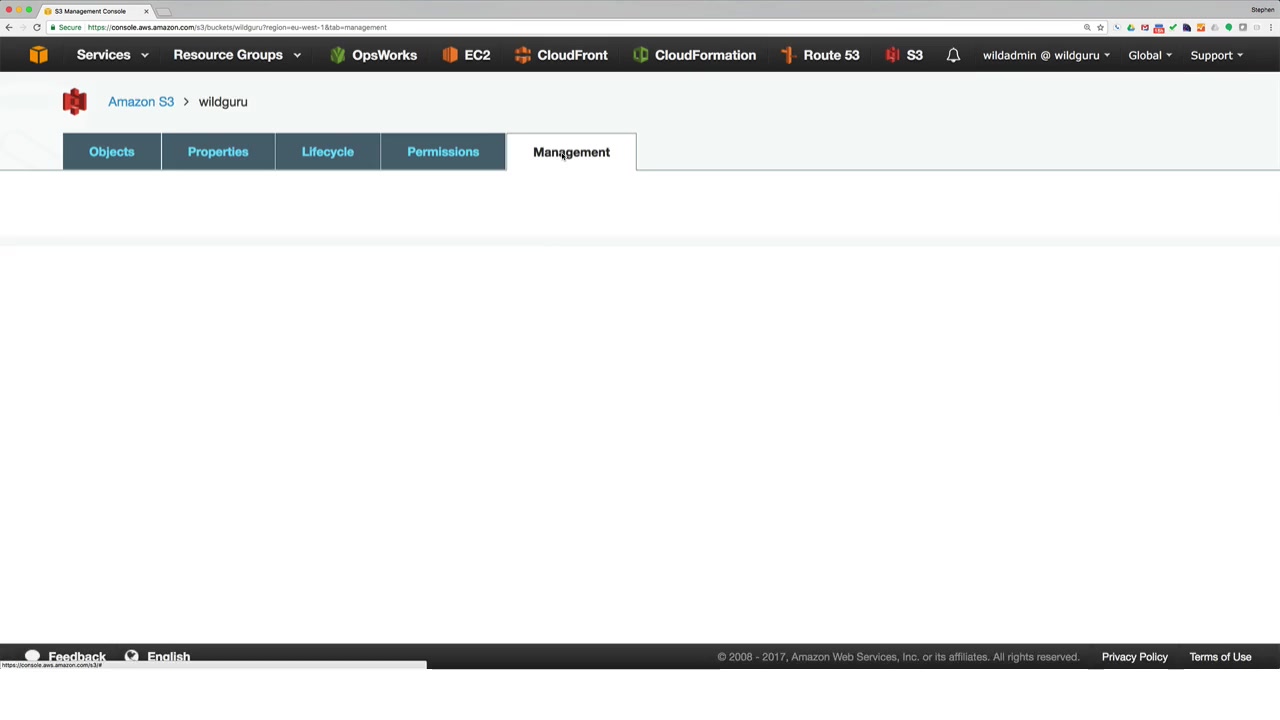 S3 Management Console
Stephen
Secure https://console.aws.amazon.com/s3/buckets/wildguru?region=eu-west-1&tab=management
Services Resource Groups OpsWorks EC2 CloudFront CloudFormation Route 53 S3 wildadmin @ wildguru Global Support
Amazon S3 > wildguru
Objects Properties Lifecycle Permissions Management
Feedback English © 2008 - 2017, Amazon Web Services, Inc. or its affiliates. All rights reserved. Privacy Policy Terms of Use
https://console.aws.amazon.com/s3/#